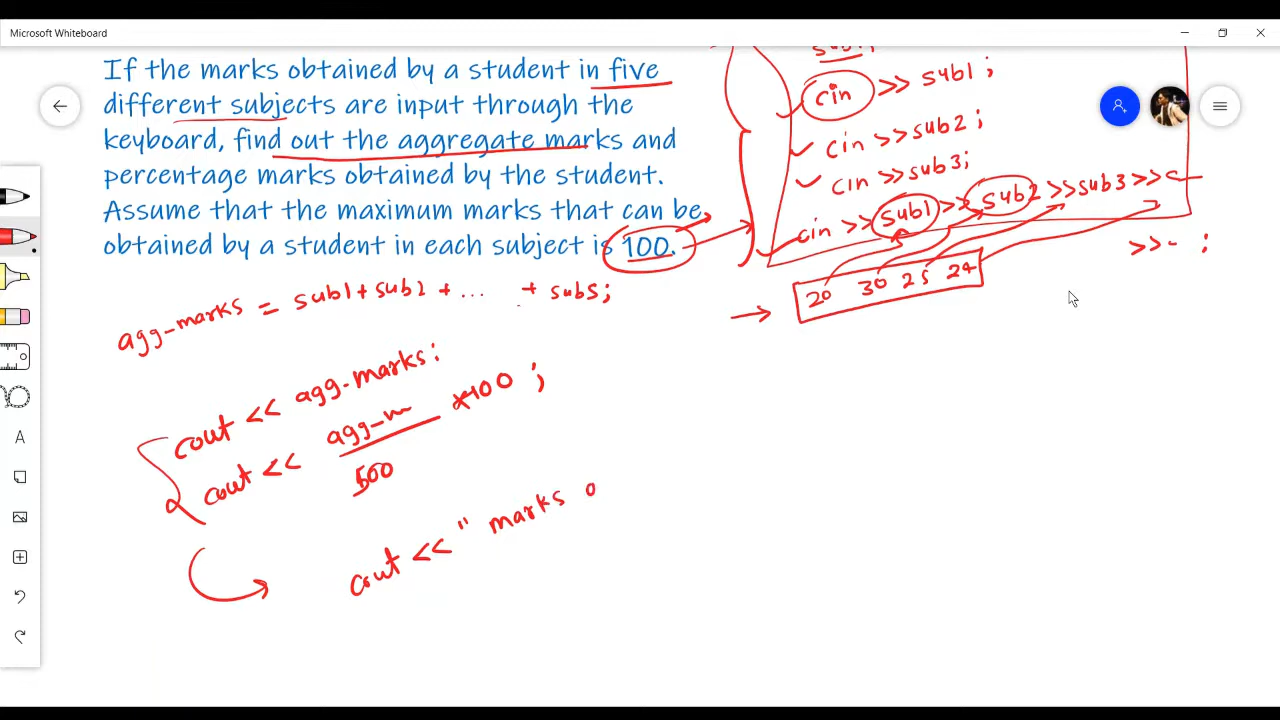 Microsoft Whiteboard
If the marks obtained by a student in five
different subjects are input through the
keyboard, find out the aggregate marks and
percentage marks obtained by the student.
Assume that the maximum marks that can be
obtained by a student in each subject is 100.
cin >> sub1;
cin >> sub2;
cin >> sub3;
cin >> sub1 >> sub2 >> sub3 >>
>> - ;
20 30 25 24
agg-marks = sub1 + sub2 + ... + sub5;
cout << agg-marks;
cout << agg-m *100 ;
500
cout << " marks o
A